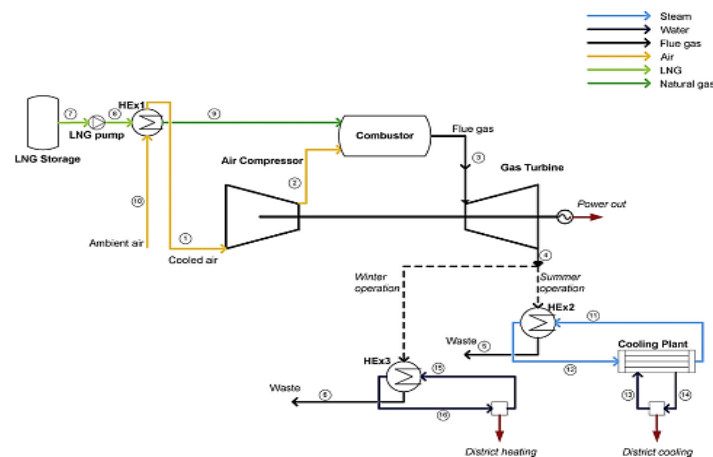 Steam
Water
Flue gas
Air
LNG
Natural gas
HEx1
7
8
9
LNG pump
LNG Storage
Combustor
Flue gas
Air Compressor
3
Gas Turbine
2
10
Power out
Ambient air
1
Cooled air
4
Winter
operation
Summer
operation
HEx2
11
Waste
5
Cooling Plant
12
HEx3
15
13
14
Waste
6
16
District heating
District cooling